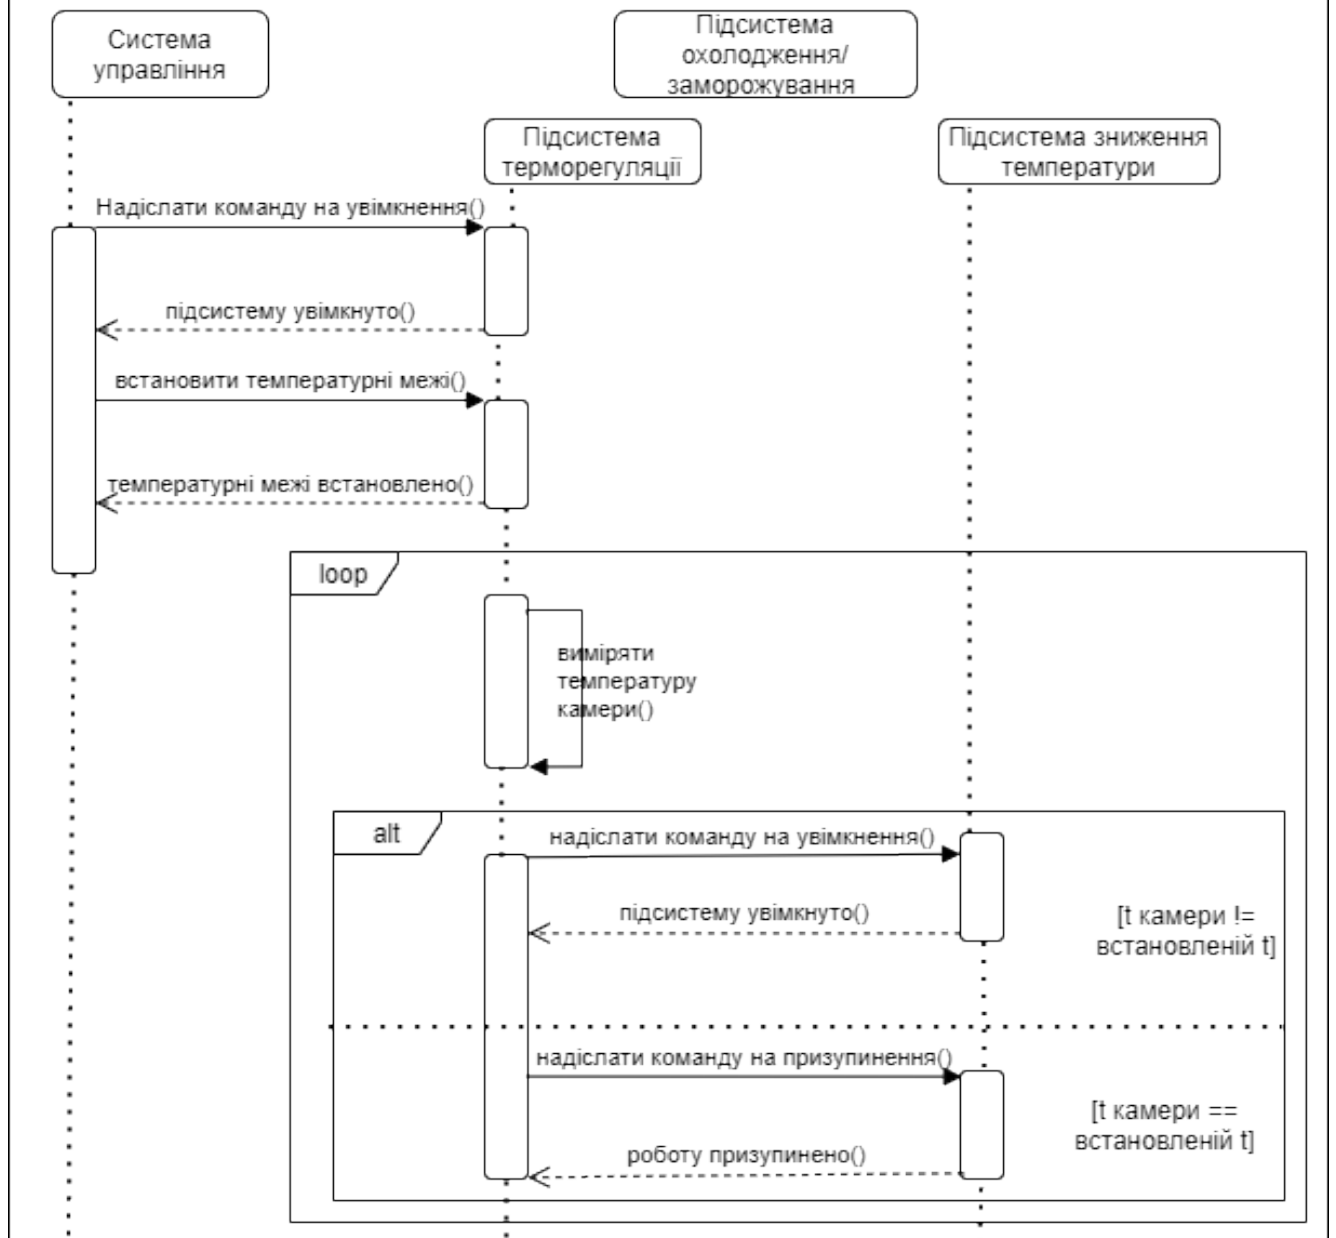 Система
управління
Підсистема
охолодження/
заморожування
Підсистема
терморегуляції
Підсистема зниження
температури
Надіслати команду на увімкнення()
підсистему увімкнуто()
встановити температурні межі()
температурні межі встановлено()
loop
виміряти
температуру
камери()
alt
надіслати команду на увімкнення()
підсистему увімкнуто()
[t камери !=
встановленій t]
надіслати команду на призупинення()
[t камери ==
встановленій t]
роботу призупинено()